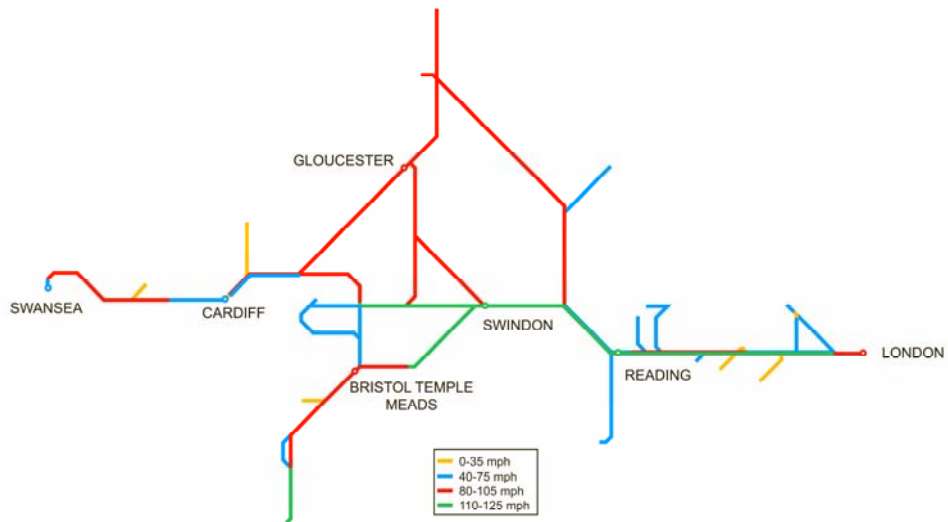 GLOUCESTER
SWANSEA
CARDIFF
SWINDON
LONDON
READING
BRISTOL TEMPLE
MEADS
0-35 mph
40-75 mph
80-105 mph
110-125 mph